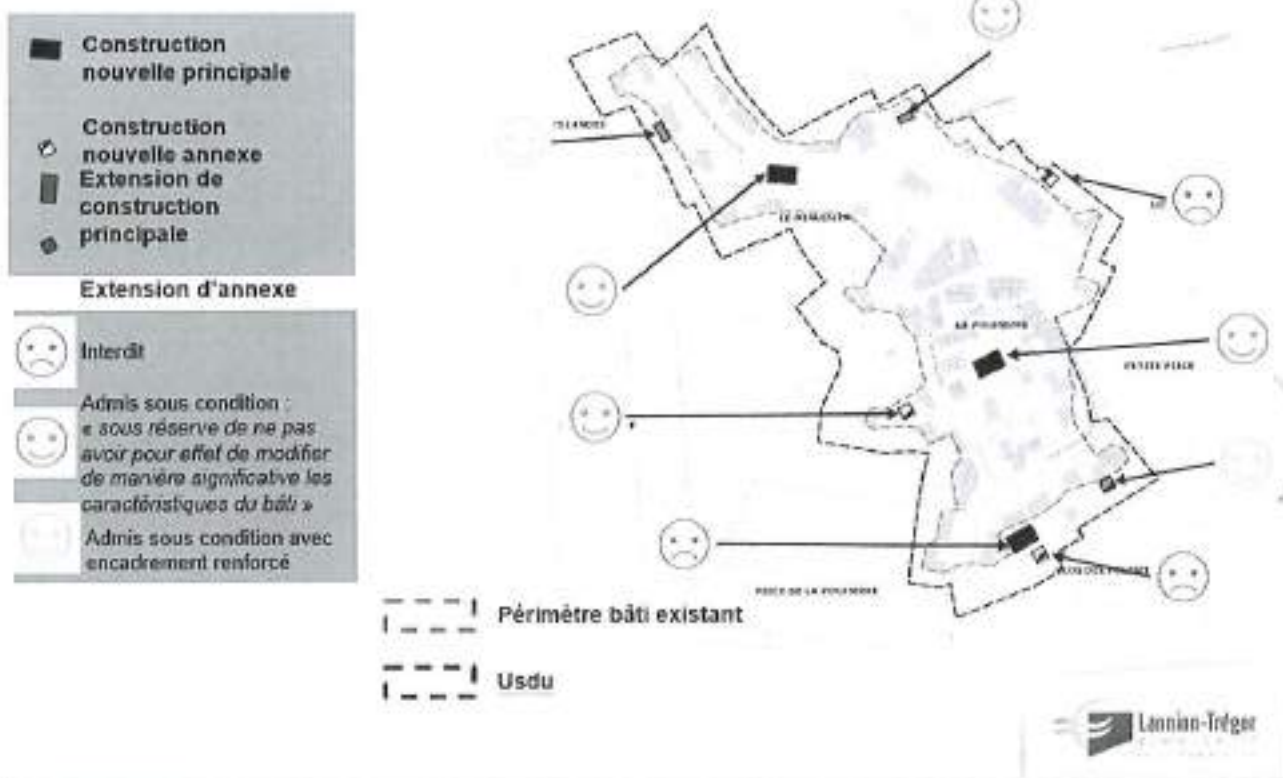 Construction
nouvelle principale
Construction
nouvelle annexe
Extension de
construction
principale
Extension d'annexe
Interdit
Admis sous condition :
« sous réserve de ne pas
avoir pour effet de modifier
de manière significative les
caractéristiques du bâti »
Admis sous condition avec
encadrement renforcé
PETITE PIECE
Périmètre bâti existant
Usdu
Lannion-Trégor